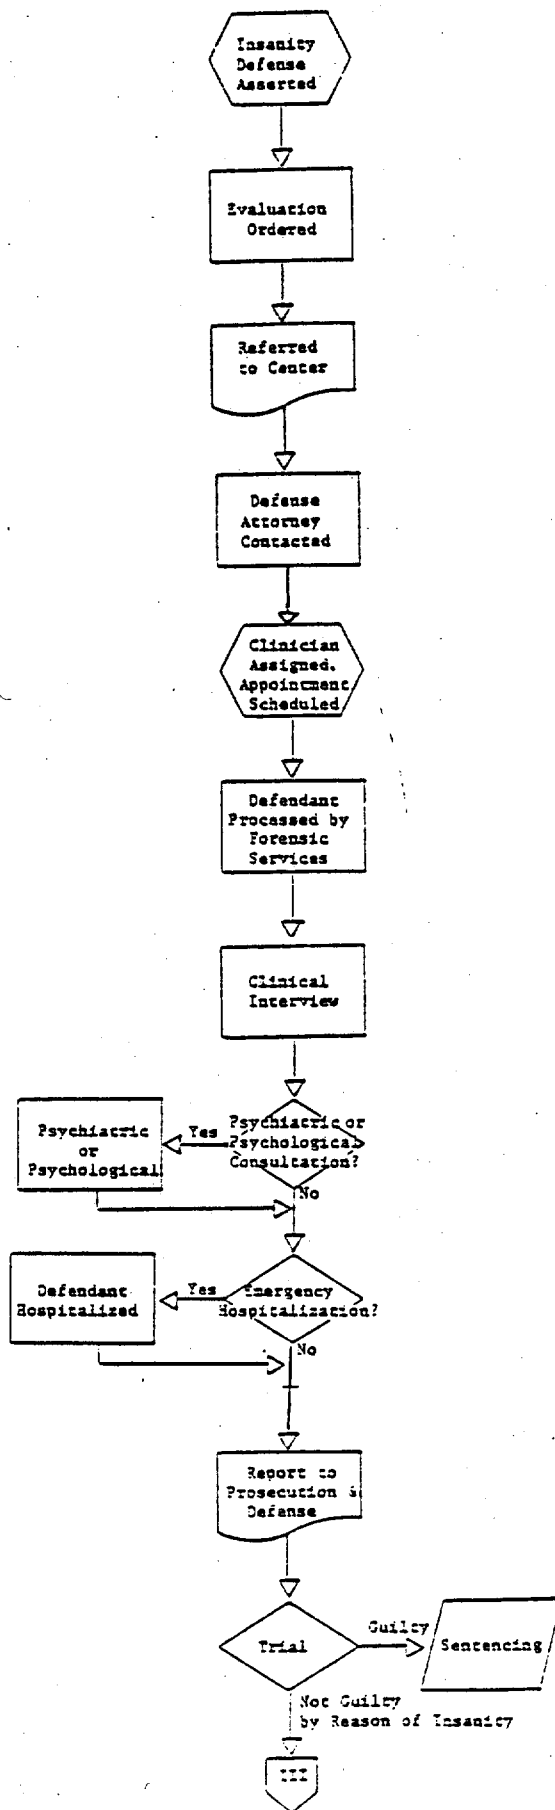 Insanity
Defense
Asserted
Evaluation
Ordered
Referred
to Center
Defense
Attorney
Contacted
Clinician
Assigned.
Appointment
Scheduled
Defendant
Processed by
Forensic
Services
Clinical
Interview
Psychiatric or
Psychological
Consultation?
Yes
Psychiatric
or
Psychological
No
Emergency
Hospitalization?
Yes
Defendant
Hospitalized
No
Report to
Prosecution &
Defense
Trial
Guilty
Sentencing
Not Guilty
by Reason of Insanity
III